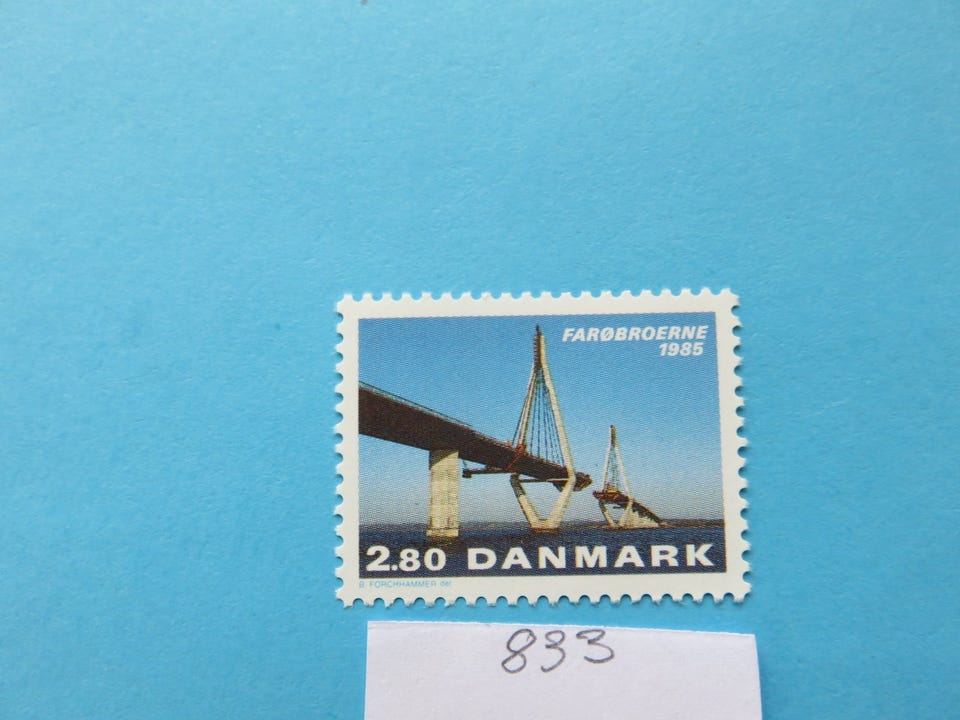 FARØBROERNE
1985
2.80 DANMARK
B. FORCHHAMMER del.
833